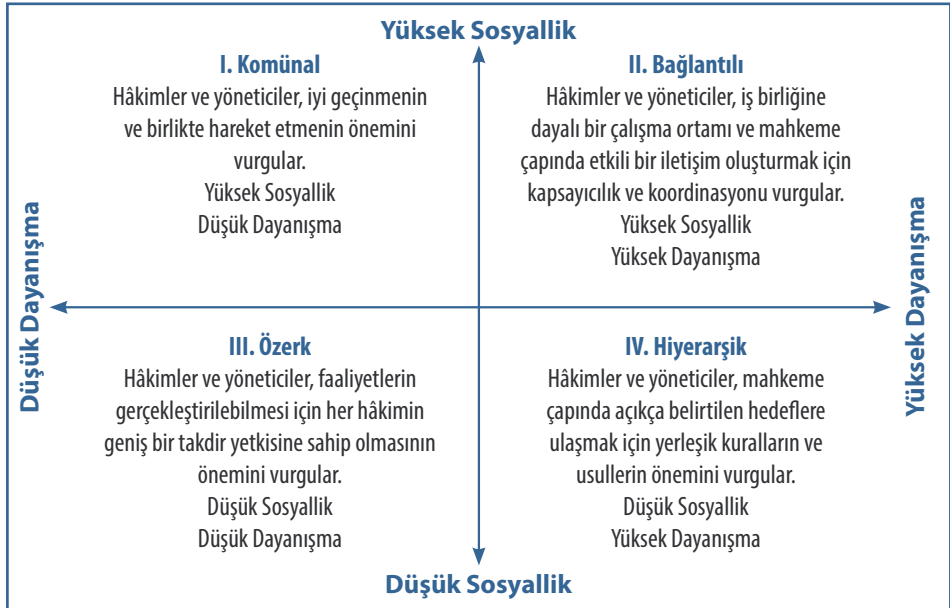 Yüksek Sosyallik
I. Komünal
Hâkimler ve yöneticiler, iyi geçinmenin
ve birlikte hareket etmenin önemini
vurgular.
Yüksek Sosyallik
Düşük Dayanışma
II. Bağlantılı
Hâkimler ve yöneticiler, iş birliğine
dayalı bir çalışma ortamı ve mahkeme
çapında etkili bir iletişim oluşturmak için
kapsayıcılık ve koordinasyonu vurgular.
Yüksek Sosyallik
Yüksek Dayanışma
Düşük Dayanışma
Yüksek Dayanışma
III. Özerk
Hâkimler ve yöneticiler, faaliyetlerin
gerçekleştirilebilmesi için her hâkimin
geniş bir takdir yetkisine sahip olmasının
önemini vurgular.
Düşük Sosyallik
Düşük Dayanışma
IV. Hiyerarşik
Hâkimler ve yöneticiler, mahkeme
çapında açıkça belirtilen hedeflere
ulaşmak için yerleşik kuralların ve
usullerin önemini vurgular.
Düşük Sosyallik
Yüksek Dayanışma
Düşük Sosyallik